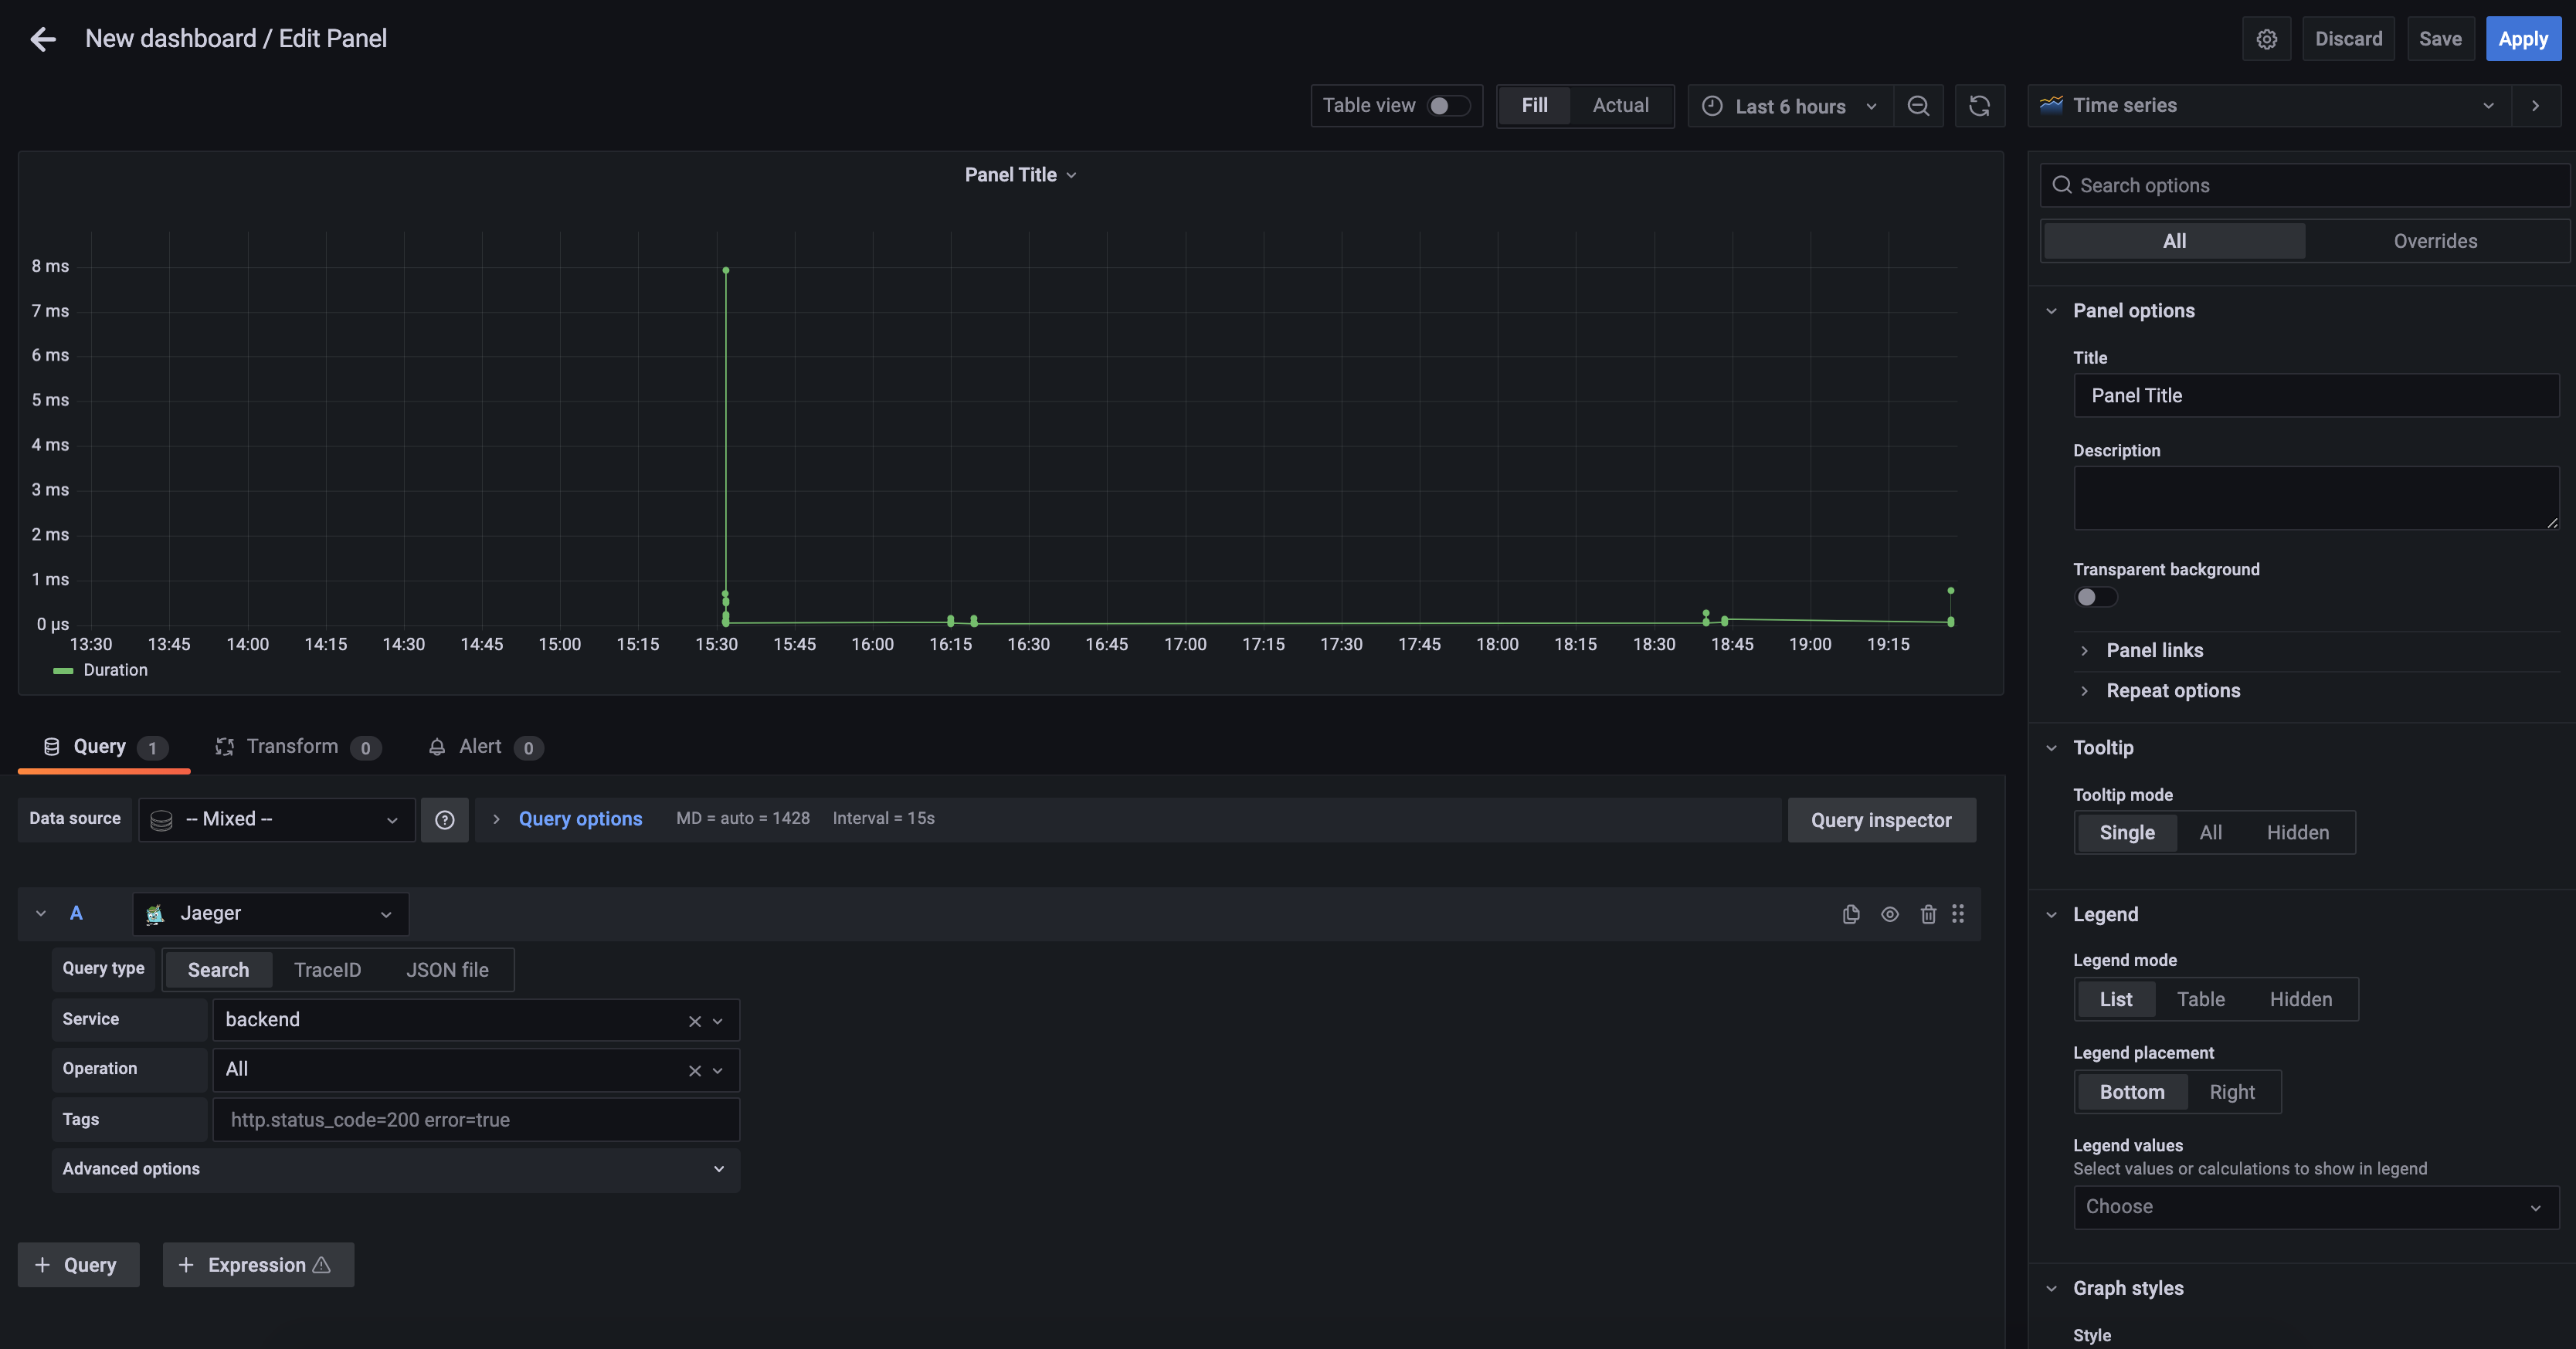 New dashboard / Edit Panel
Discard
Save
Apply
Table view
Fill
Actual
Last 6 hours
Time series
Panel Title
8 ms
7 ms
6 ms
5 ms
4 ms
3 ms
2 ms
1 ms
0 µs
13:30 13:45 14:00 14:15 14:30 14:45 15:00 15:15 15:30 15:45 16:00 16:15 16:30 16:45 17:00 17:15 17:30 17:45 18:00 18:15 18:30 18:45 19:00 19:15
Duration
Query 1
Transform 0
Alert 0
Data source
-- Mixed --
Query options
MD = auto = 1428
Interval = 15s
Query inspector
A
Jaeger
Query type
Search
TraceID
JSON file
Service
backend
Operation
All
Tags
http.status_code=200 error=true
Advanced options
+ Query
+ Expression
Search options
All
Overrides
Panel options
Title
Panel Title
Description
Transparent background
Panel links
Repeat options
Tooltip
Tooltip mode
Single
All
Hidden
Legend
Legend mode
List
Table
Hidden
Legend placement
Bottom
Right
Legend values
Select values or calculations to show in legend
Choose
Graph styles
Style